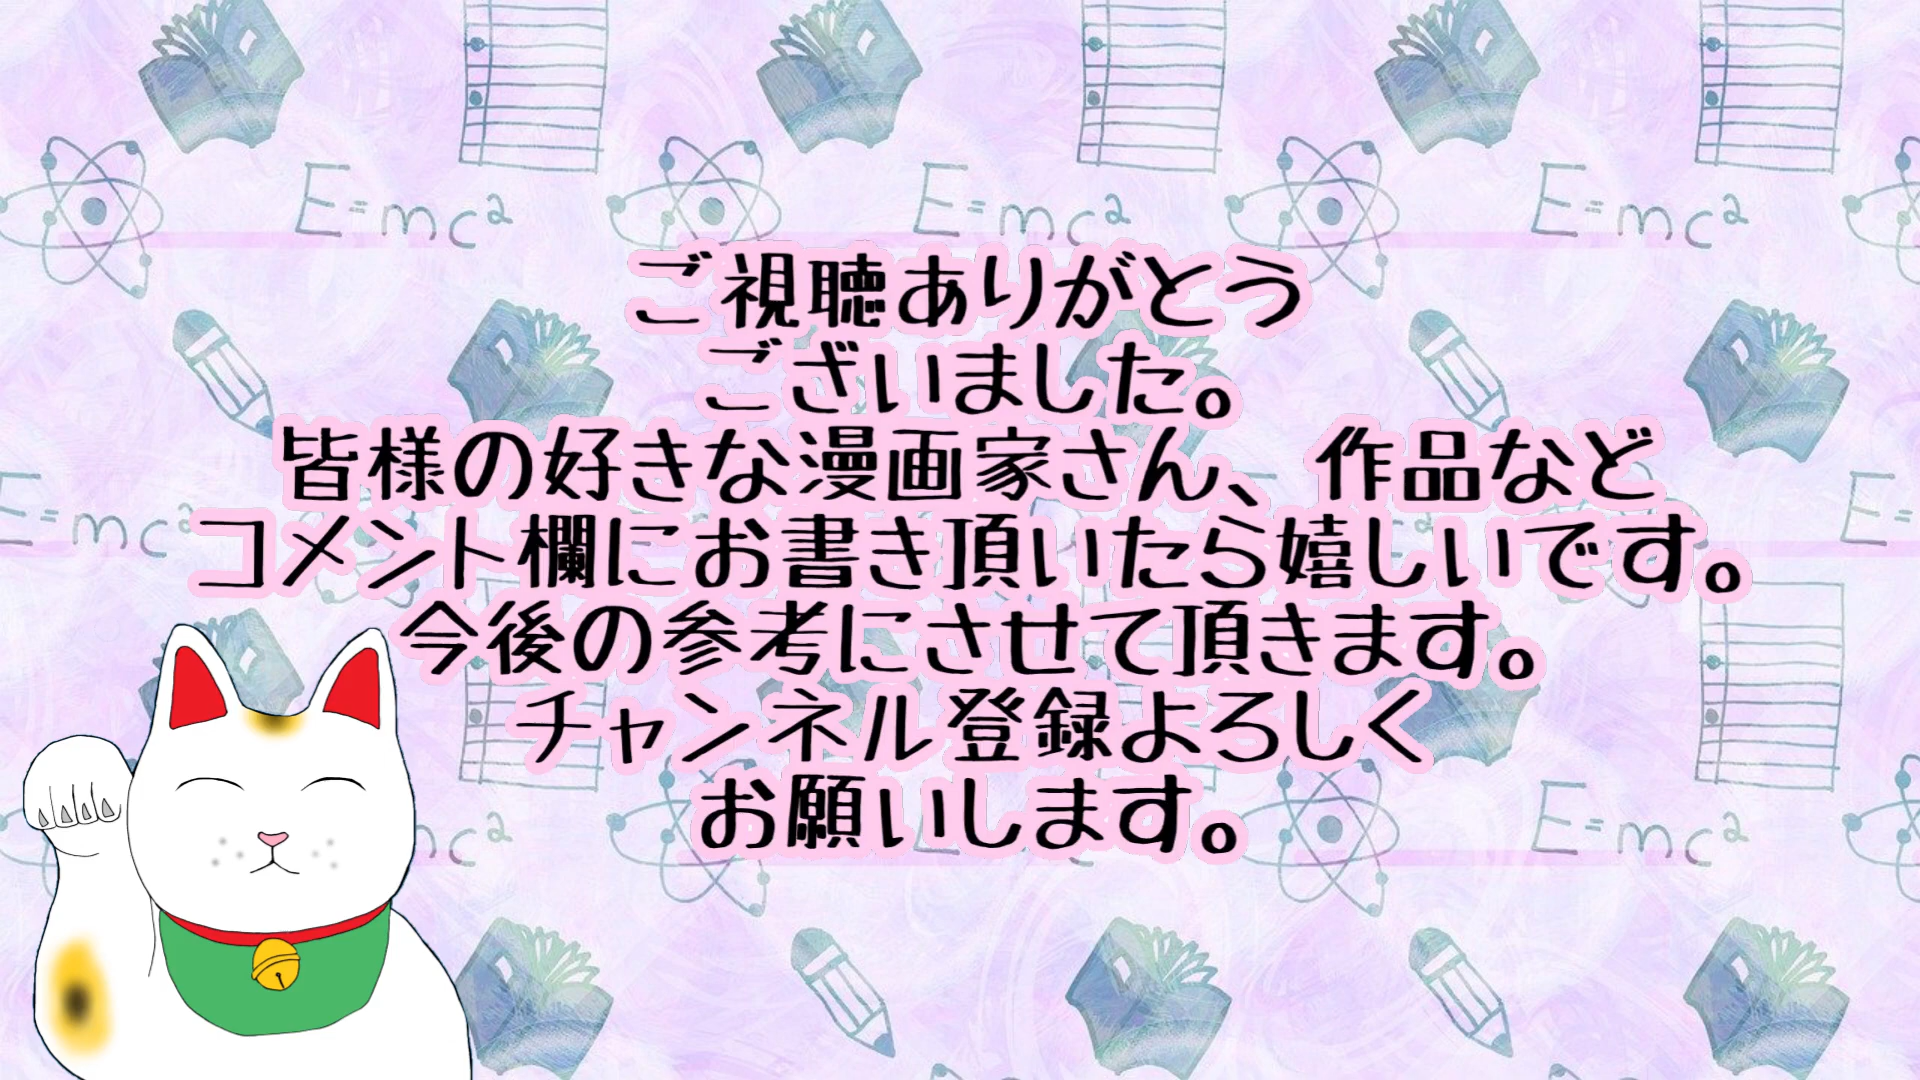 ご視聴ありがとう
ございました。
皆様の好きな漫画家さん、作品など
コメント欄にお書き頂いたら嬉しいです。
今後の参考にさせて頂きます。
チャンネル登録よろしく
お願いします。
E=mc²
E=mc²
E=mc²
E=mc²
E=mc²